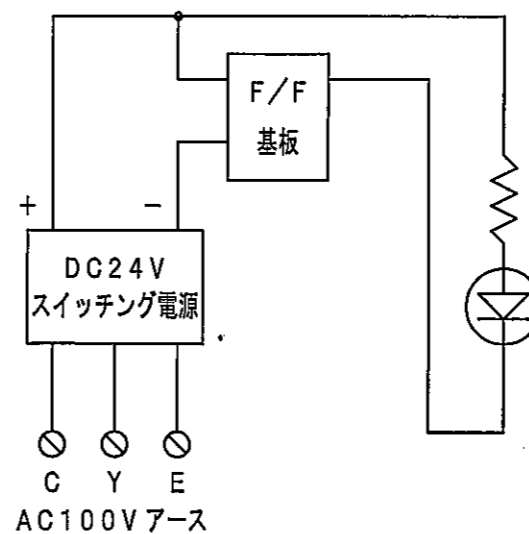 F/F
基板
+ -
DC24V
スイッチング電源
C Y E
AC100V アース